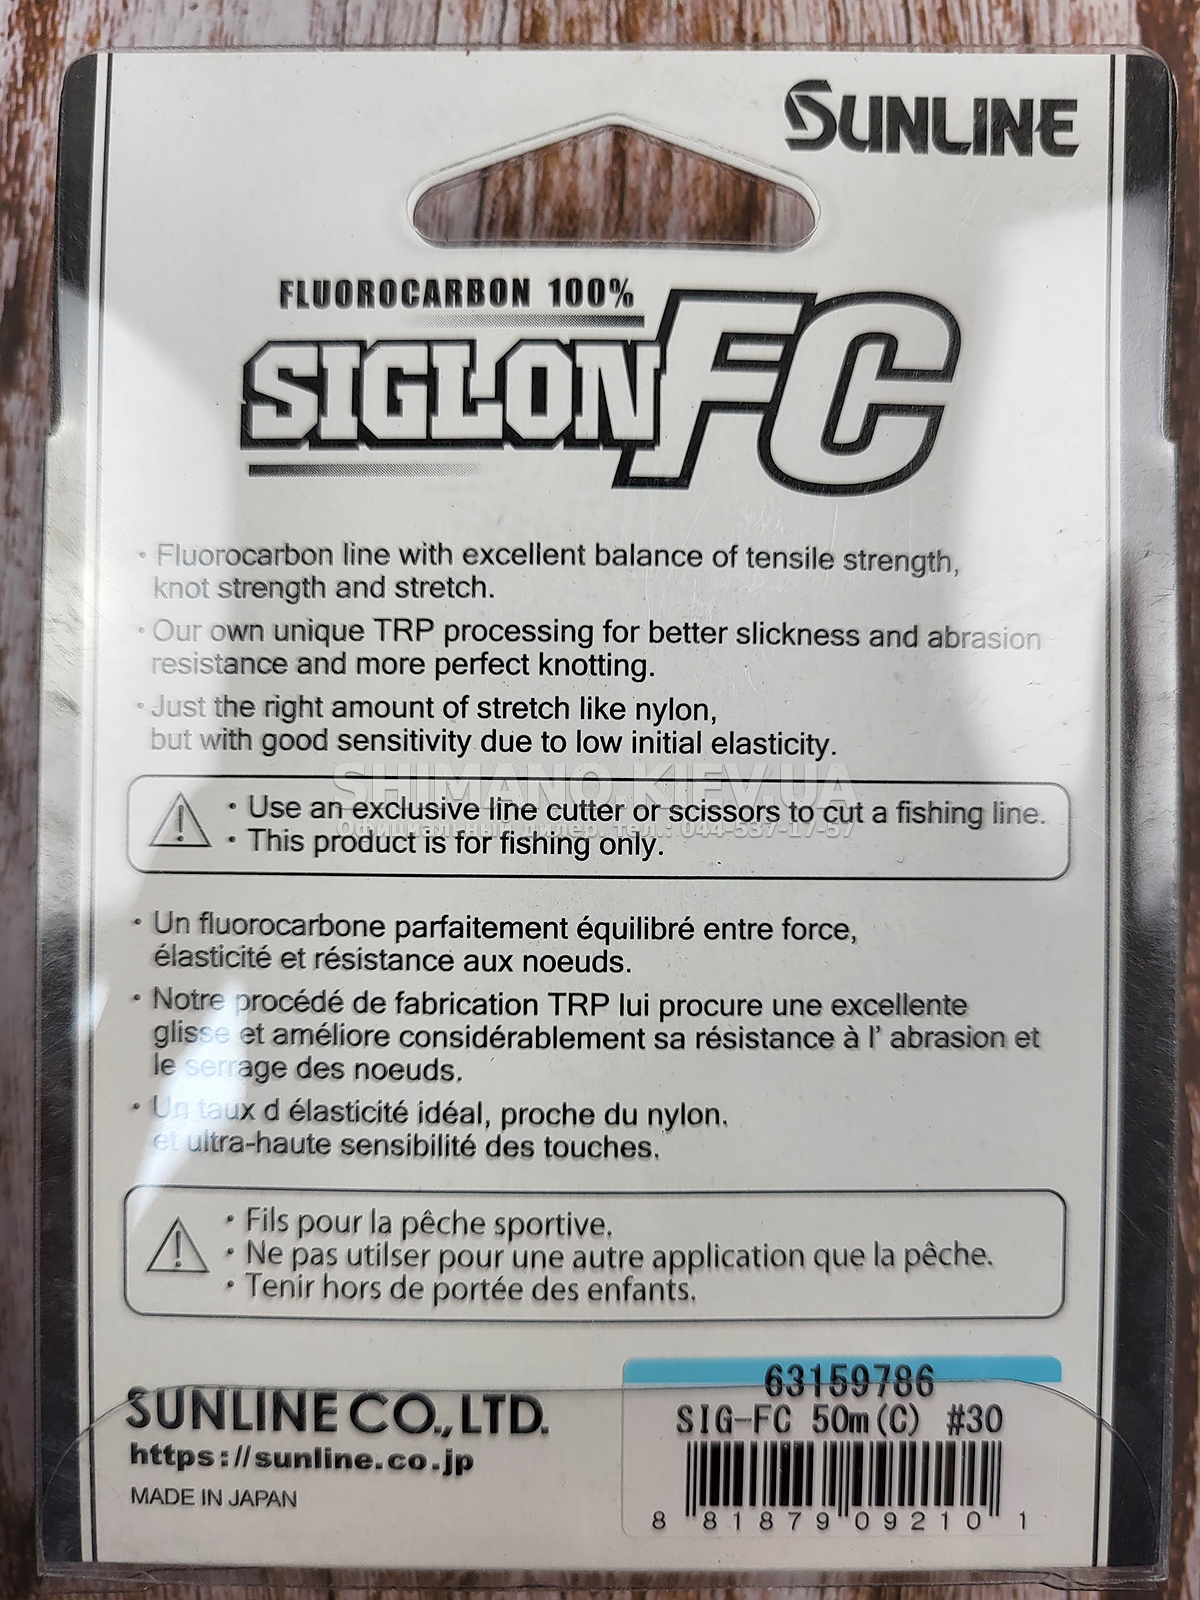 SUNLINE
FLUOROCARBON 100%
SIGLON FC
・Fluorocarbon line with excellent balance of tensile strength,
knot strength and stretch.
・Our own unique TRP processing for better slickness and abrasion
resistance and more perfect knotting.
・Just the right amount of stretch like nylon,
but with good sensitivity due to low initial elasticity.
SHIMANO.KIEV.UA
・Use an exclusive line cutter or scissors to cut a fishing line.
Официальный дилер. тел.: 044-537-17-57
・This product is for fishing only.
・Un fluorocarbone parfaitement équilibré entre force,
élasticité et résistance aux noeuds.
・Notre procédé de fabrication TRP lui procure une excellente
glisse et améliore considérablement sa résistance à l' abrasion et
le serrage des noeuds.
・Un taux d élasticité idéal, proche du nylon.
et ultra-haute sensibilité des touches.
・Fils pour la pêche sportive.
・Ne pas utilser pour une autre application que la pêche.
・Tenir hors de portée des enfants.
SUNLINE CO.,LTD.
https://sunline.co.jp
MADE IN JAPAN
63159786
SIG-FC 50m(C) #30
8 81879 09210 1